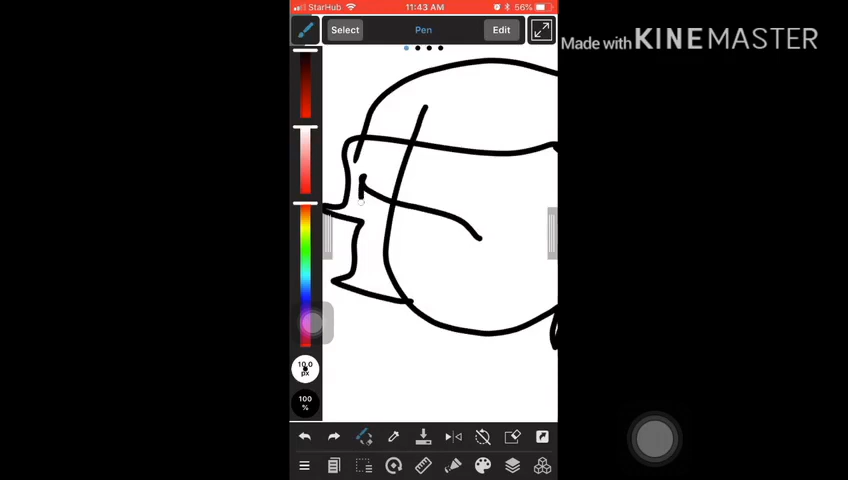 StarHub 11:43 AM 56%
Select Pen Edit
Made with KINEMASTER
10.0
px
100
%